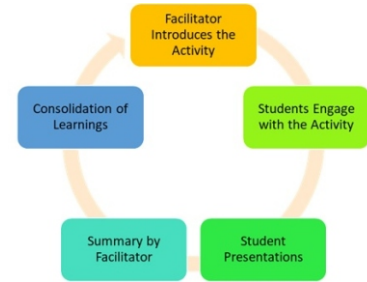 Facilitator
Introduces the
Activity
Students Engage
with the Activity
Student
Presentations
Summary by
Facilitator
Consolidation of
Learnings